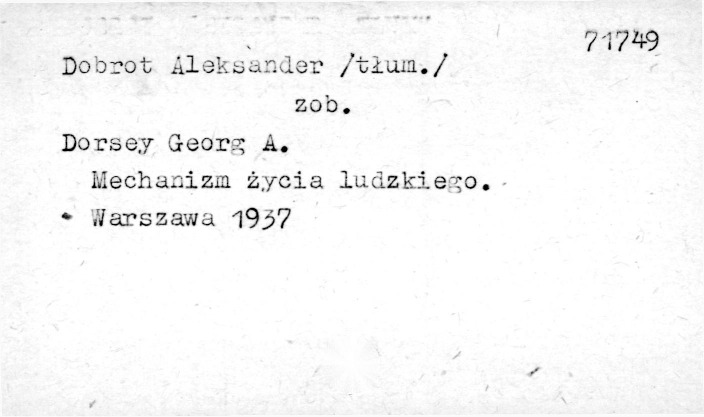 71749
Dobrot Aleksander /tłum./
zob.
Dorsey Georg A.
Mechanizm życia ludzkiego.
Warszawa 1937